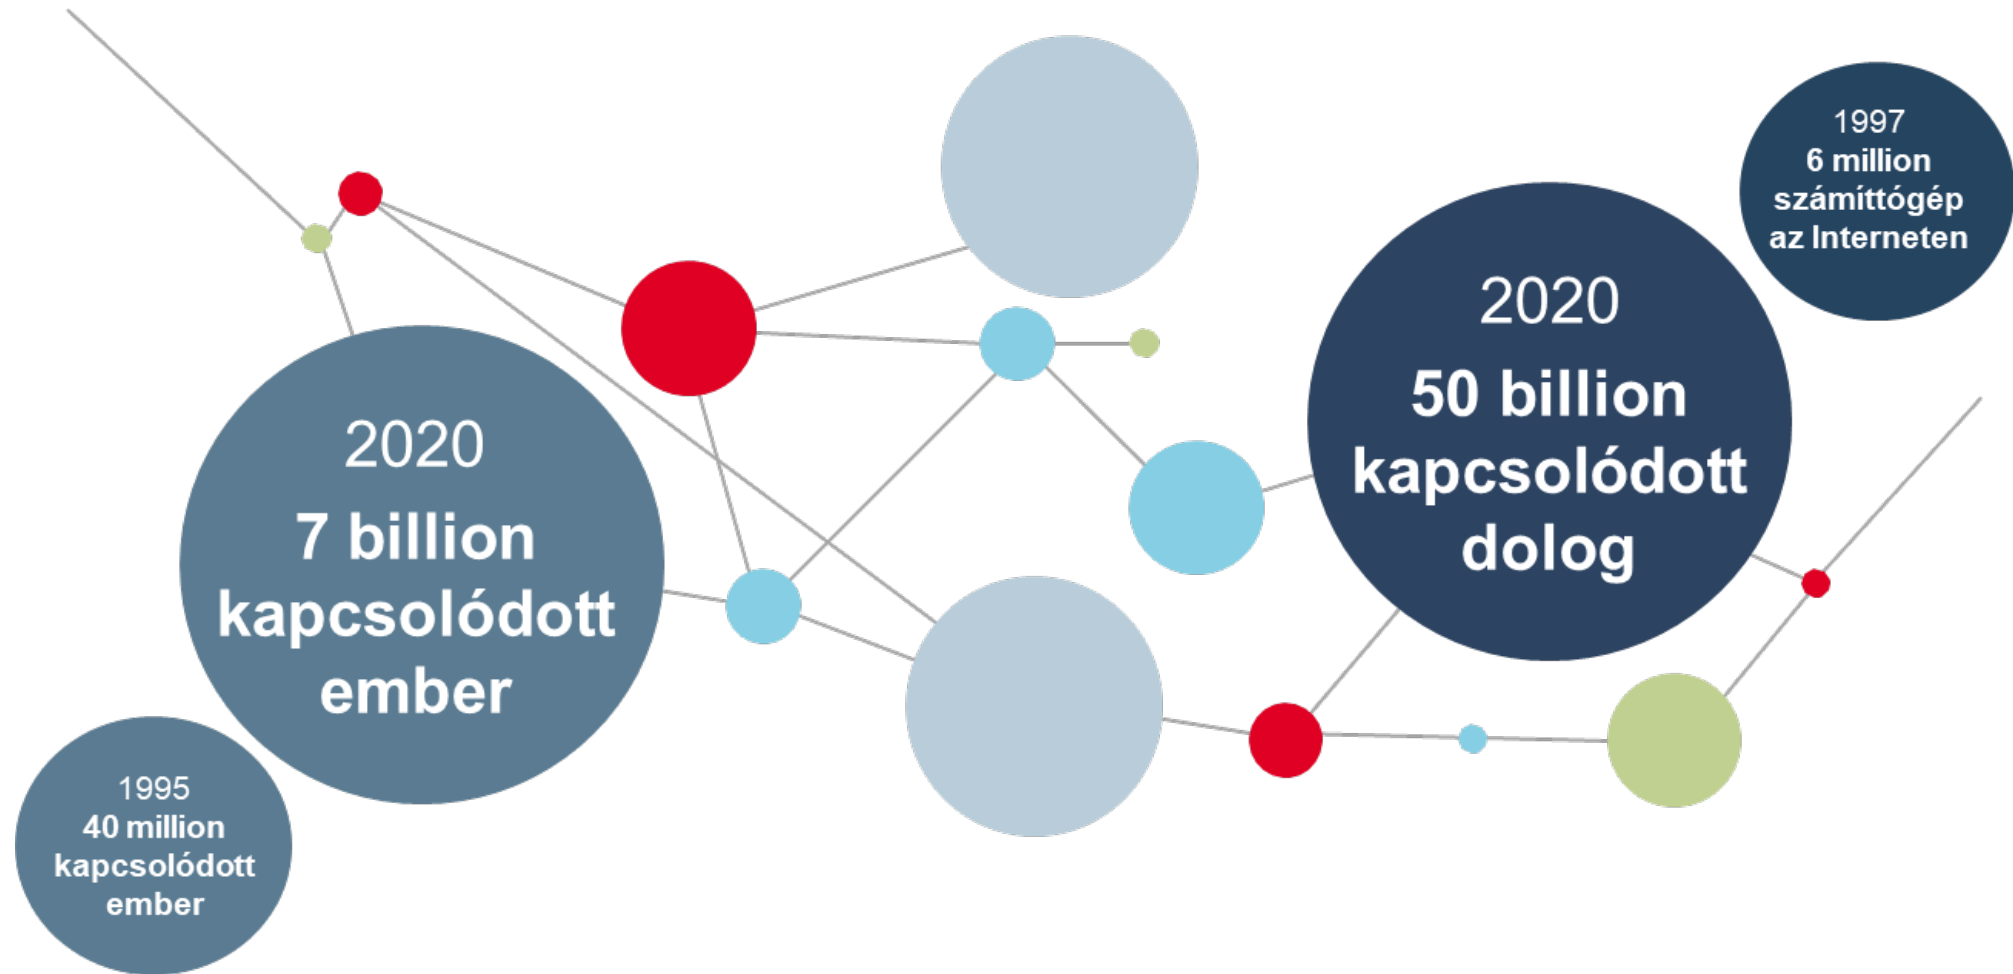 2020
7 billion
kapcsolódott
ember
1995
40 million
kapcsolódott
ember
2020
50 billion
kapcsolódott
dolog
1997
6 million
számíttógép
az Interneten